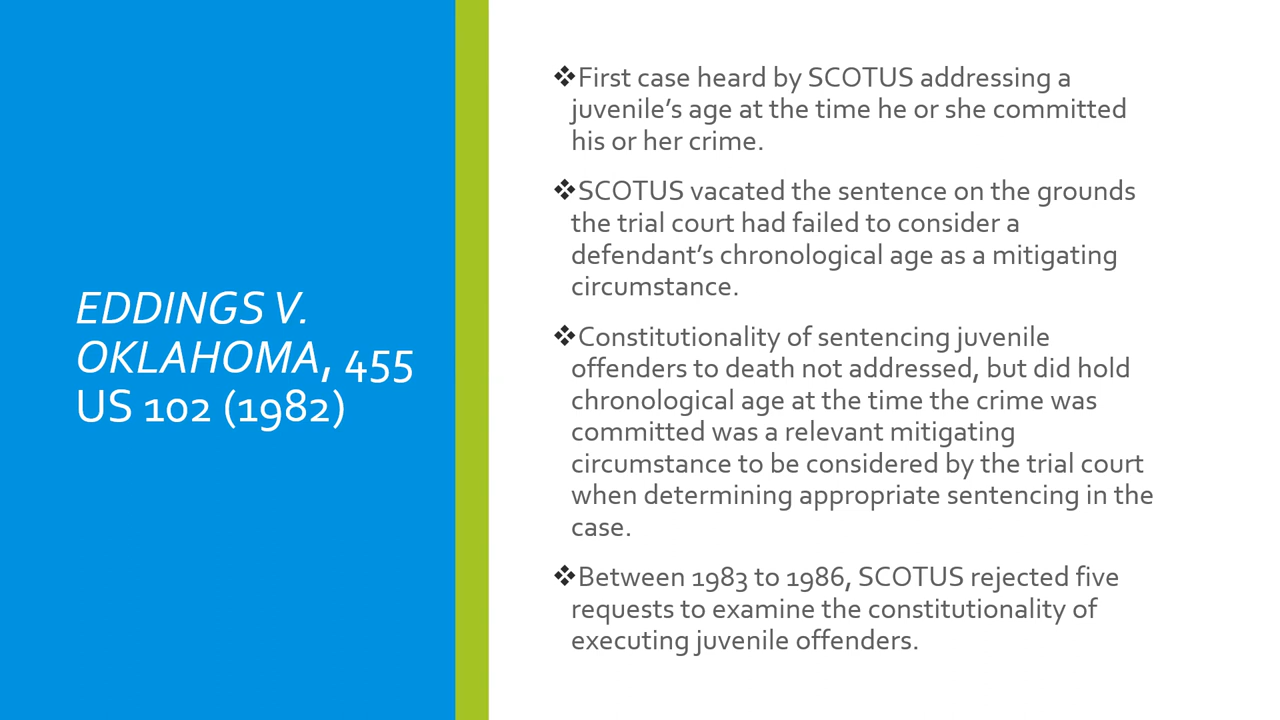 EDDINGS V.
OKLAHOMA, 455
US 102 (1982)
❖First case heard by SCOTUS addressing a
juvenile’s age at the time he or she committed
his or her crime.
❖SCOTUS vacated the sentence on the grounds
the trial court had failed to consider a
defendant’s chronological age as a mitigating
circumstance.
❖Constitutionality of sentencing juvenile
offenders to death not addressed, but did hold
chronological age at the time the crime was
committed was a relevant mitigating
circumstance to be considered by the trial court
when determining appropriate sentencing in the
case.
❖Between 1983 to 1986, SCOTUS rejected five
requests to examine the constitutionality of
executing juvenile offenders.